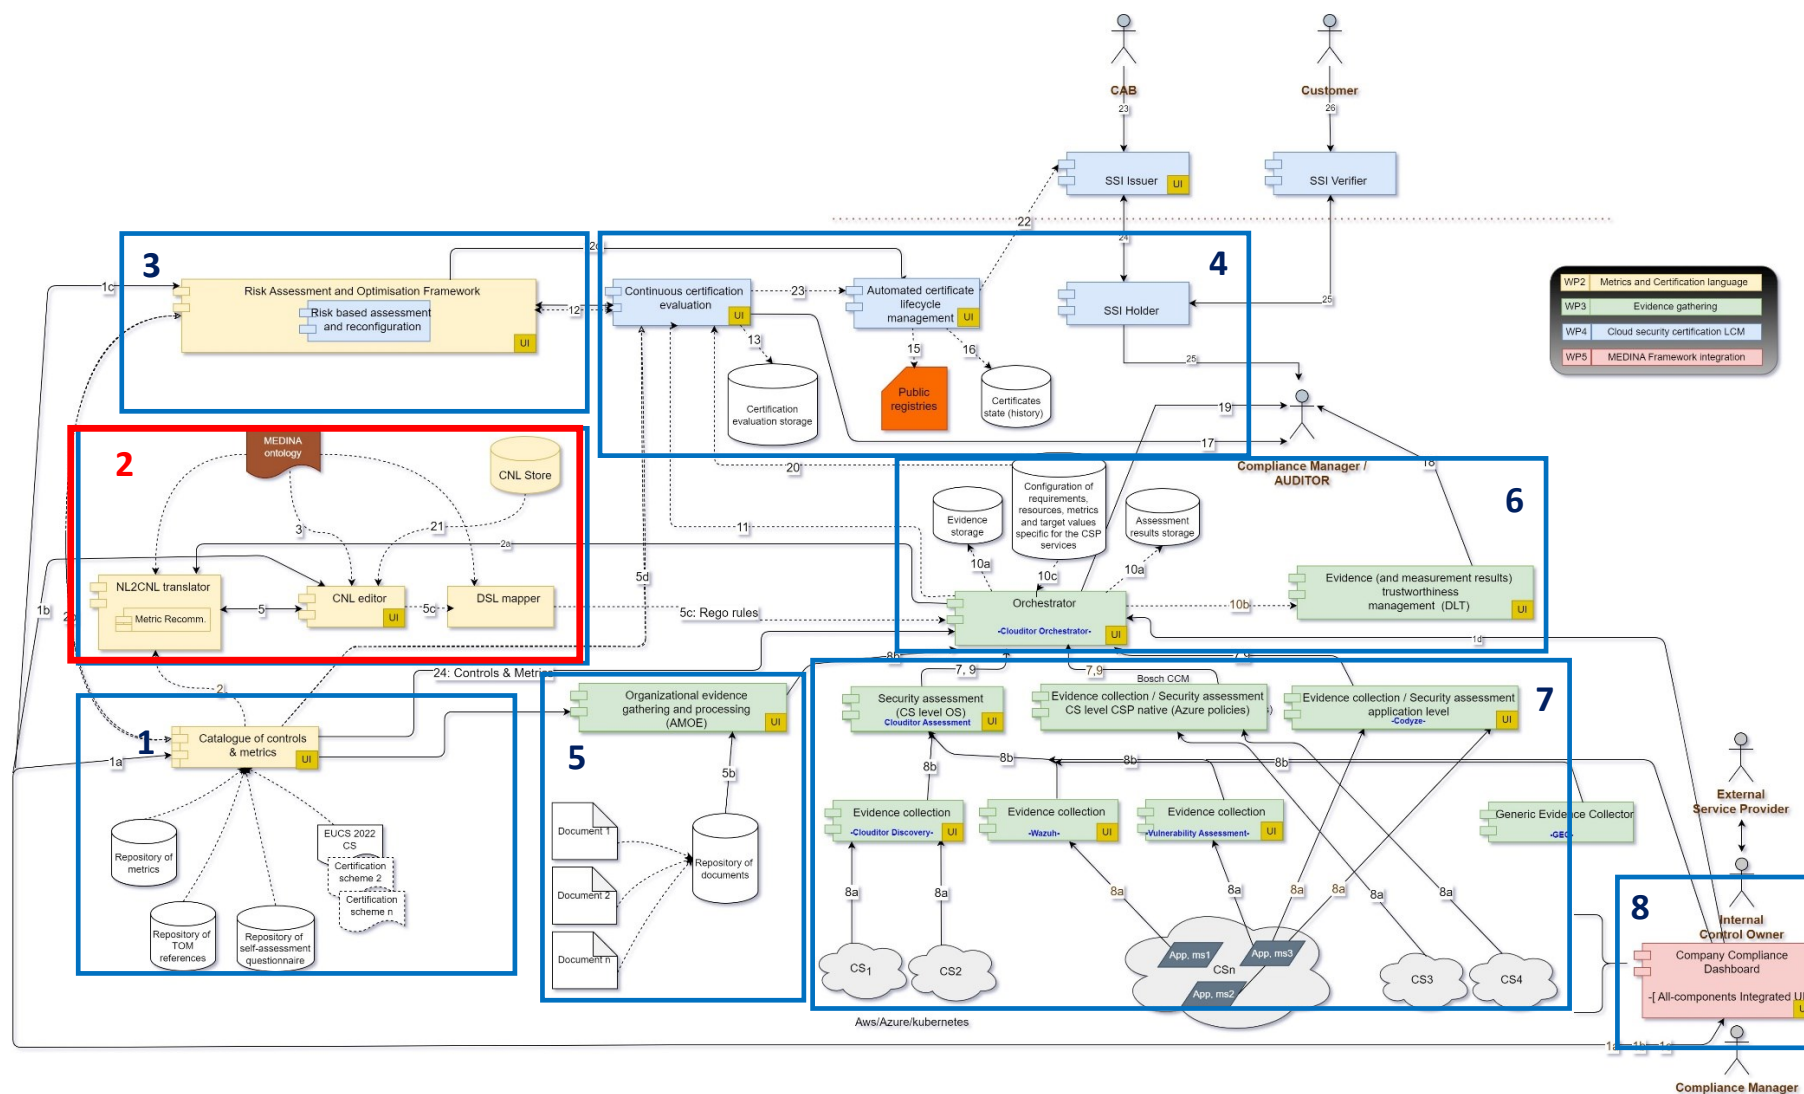 CAB
23
Customer
26
SSI Issuer
UI
SSI Verifier
22
24
25
3
1c
2c
Risk Assessment and Optimisation Framework
Risk based assessment
and reconfiguration
UI
12
4
Continuous certification
evaluation
UI
23
Automated certificate
lifecycle
management
UI
SSI Holder
13
15
16
25
Certification
evaluation storage
Public
registries
Certificates
state (history)
19
17
20
Compliance Manager /
AUDITOR
18
WP2
Metrics and Certification language
WP3
Evidence gathering
WP4
Cloud security certification LCM
WP5
MEDINA Framework integration
2
MEDINA
ontology
CNL Store
3
21
2a
11
1b
NL2CNL translator
Metric Recomm.
5
CNL editor
UI
5c
DSL mapper
5c: Rego rules
5d
2
24: Controls & Metrics
6
Evidence
storage
Configuration of
requirements,
resources, metrics
and target values
specific for the CSP
services
Assessment
results storage
10a
10c
10a
Orchestrator
-Clouditor Orchestrator-
UI
10b
Evidence (and measurement results)
trustworthiness
management (DLT)
UI
1d
8b
7, 9
7,9
7, 9
1
1a
Catalogue of controls
& metrics
UI
Repository of
metrics
EUCS 2022
CS
Certification
scheme 2
Certification
scheme n
Repository of
TOM
references
Repository of
self-assessment
questionnaire
5
Organizational evidence
gathering and processing
(AMOE)
UI
5b
Document 1
Document 2
Document n
Repository of
documents
7
Security assessment
(CS level OS)
Clouditor Assessment
UI
Bosch CCM
Evidence collection / Security assessment
CS level CSP native (Azure policies)
UI
Evidence collection / Security assessment
application level
-Codyze-
UI
8b
8b
8b
8b
Evidence collection
-Clouditor Discovery-
UI
Evidence collection
-Wazuh-
UI
Evidence collection
-Vulnerability Assessment-
UI
Generic Evidence Collector
-GEC-
8a
8a
8a
8a
8a
8a
8a
8a
CS1
CS2
App, ms1
App, ms3
CSn
App, ms2
CS3
CS4
Aws/Azure/kubernetes
External
Service Provider
8
Internal
Control Owner
Company Compliance
Dashboard
-[ All-components Integrated UI
1a
1b
1c
Compliance Manager